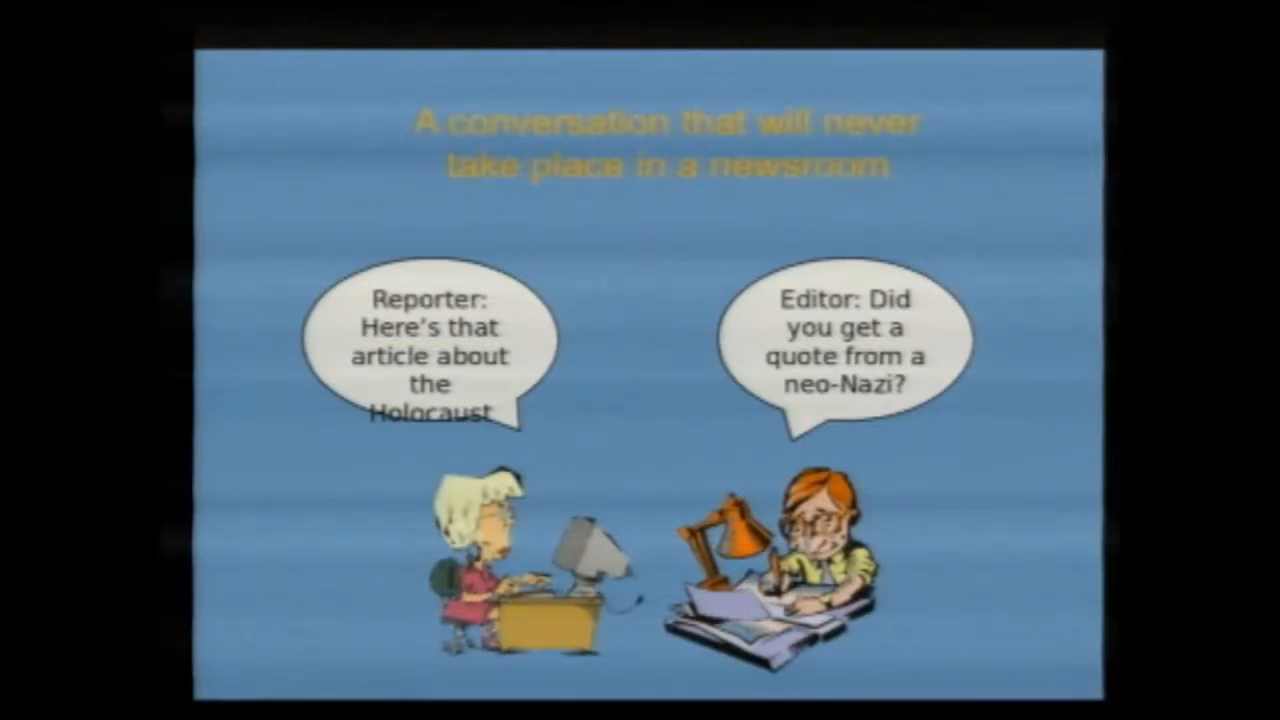 A conversation that will never
take place in a newsroom
Reporter:
Here's that
article about
the
Holocaust
Editor: Did
you get a
quote from a
neo-Nazi?